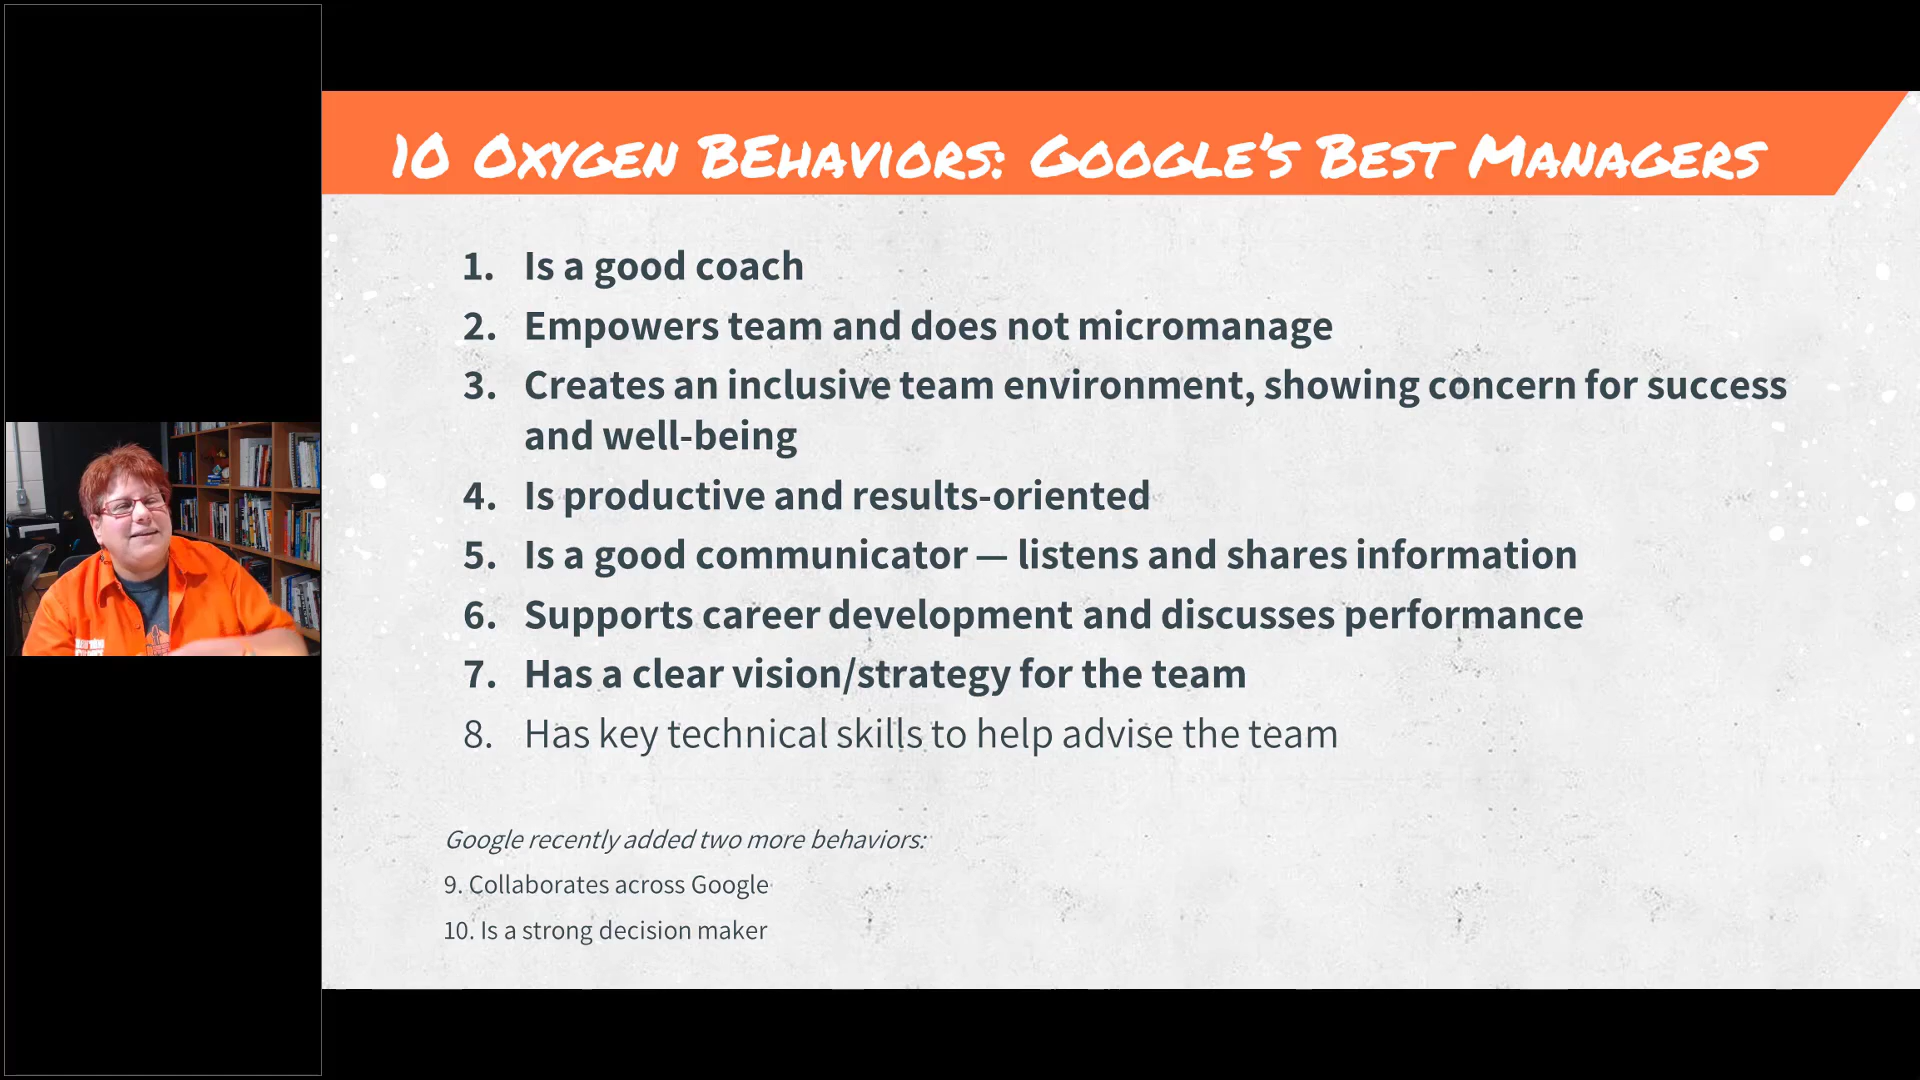 10 Oxygen BEhaviors: Google's Best Managers
1. Is a good coach
2. Empowers team and does not micromanage
3. Creates an inclusive team environment, showing concern for success
and well-being
4. Is productive and results-oriented
5. Is a good communicator — listens and shares information
6. Supports career development and discusses performance
7. Has a clear vision/strategy for the team
8. Has key technical skills to help advise the team
Google recently added two more behaviors:
9. Collaborates across Google
10. Is a strong decision maker